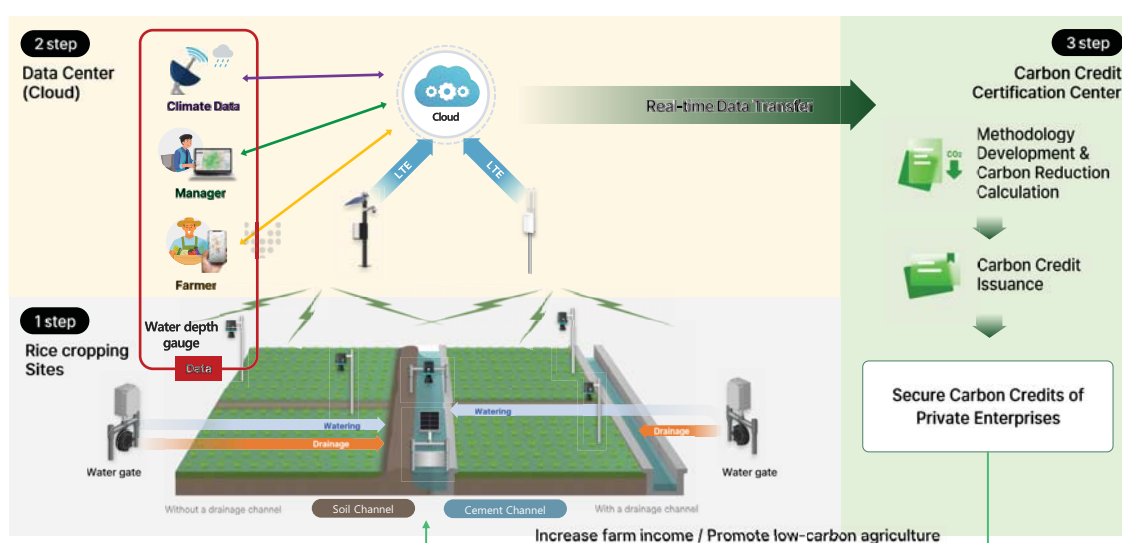 2 step
Data Center
(Cloud)
Climate Data
Manager
Farmer
Cloud
LTE
LTE
Real-time Data Transfer
3 step
Carbon Credit
Certification Center
CO₂
Methodology
Development &
Carbon Reduction
Calculation
Carbon Credit
Issuance
Secure Carbon Credits of
Private Enterprises
1 step
Rice cropping
Sites
Water depth
gauge
Data
Water gate
Watering
Drainage
Watering
Drainage
Water gate
Without a drainage channel
Soil Channel
Cement Channel
With a drainage channel
Increase farm income / Promote low-carbon agriculture